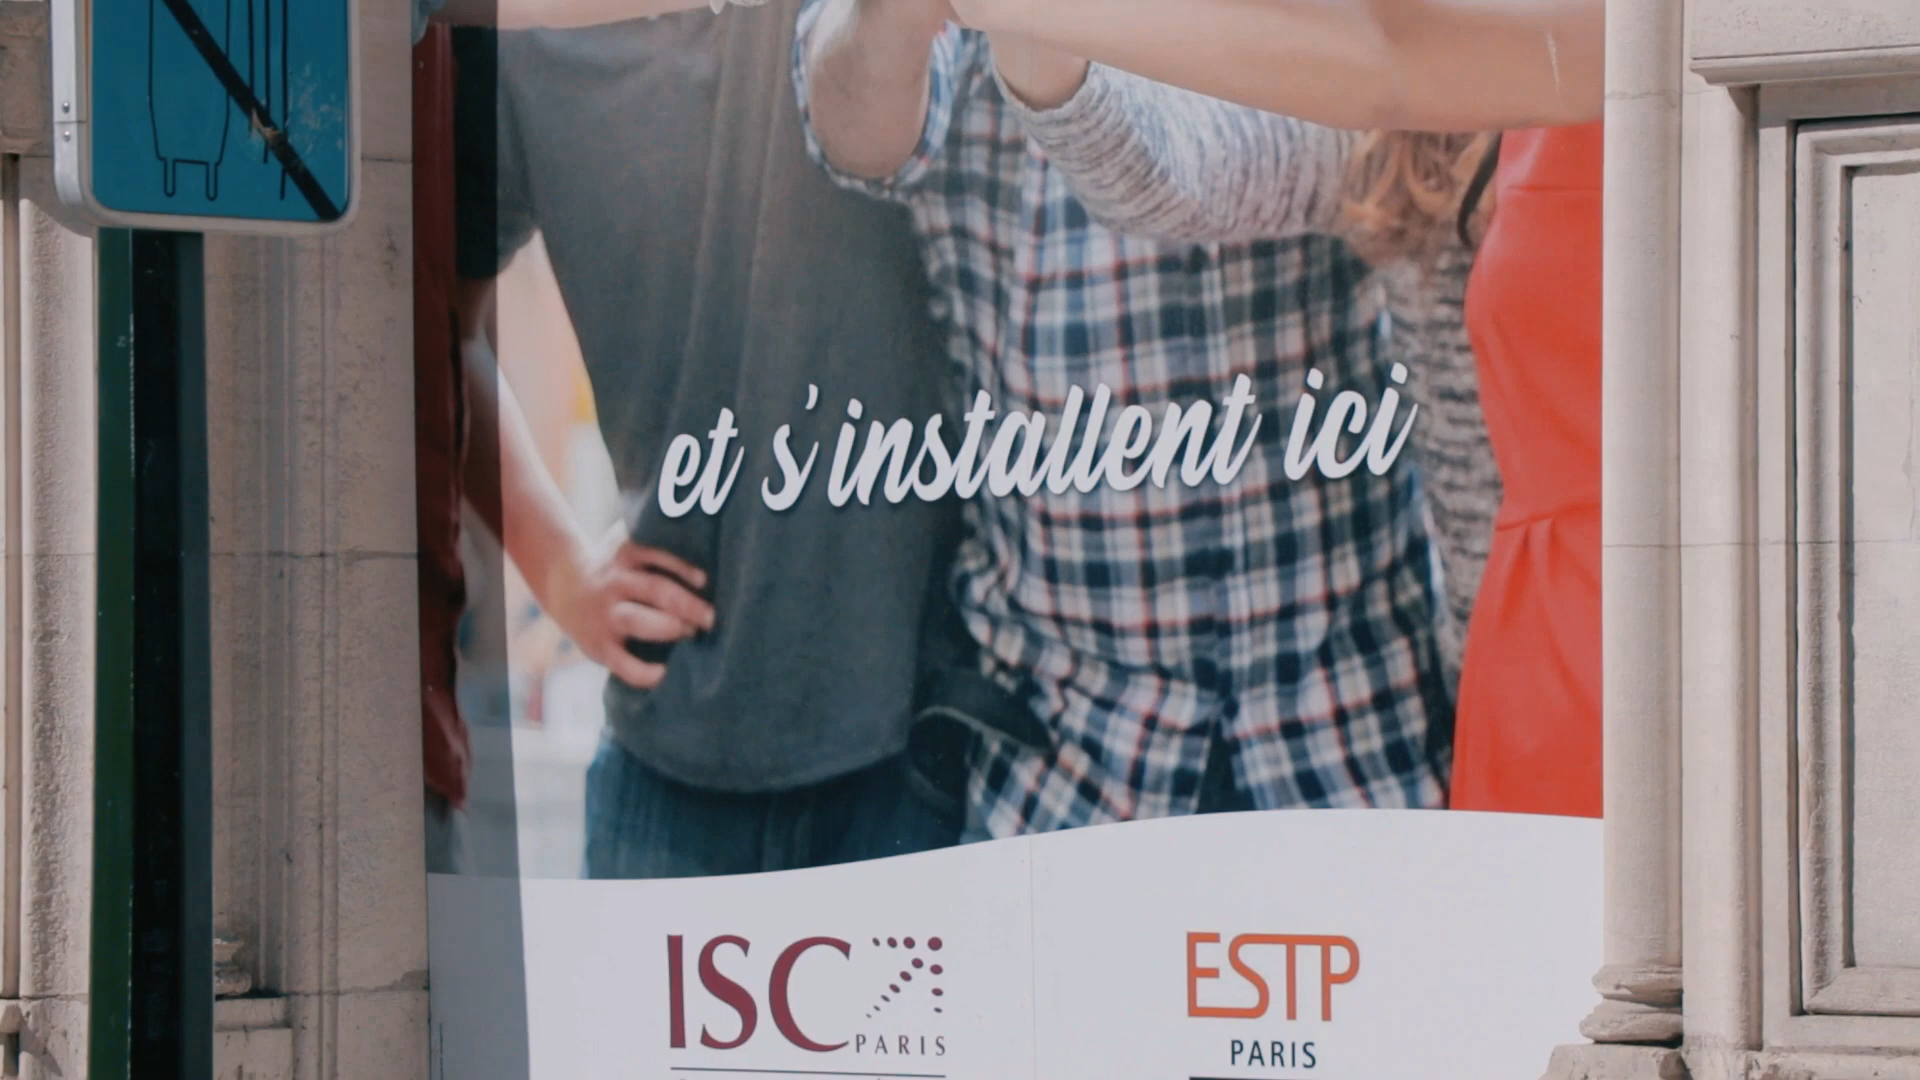 et s'installent ici
ISC
PARIS
ESTP
PARIS